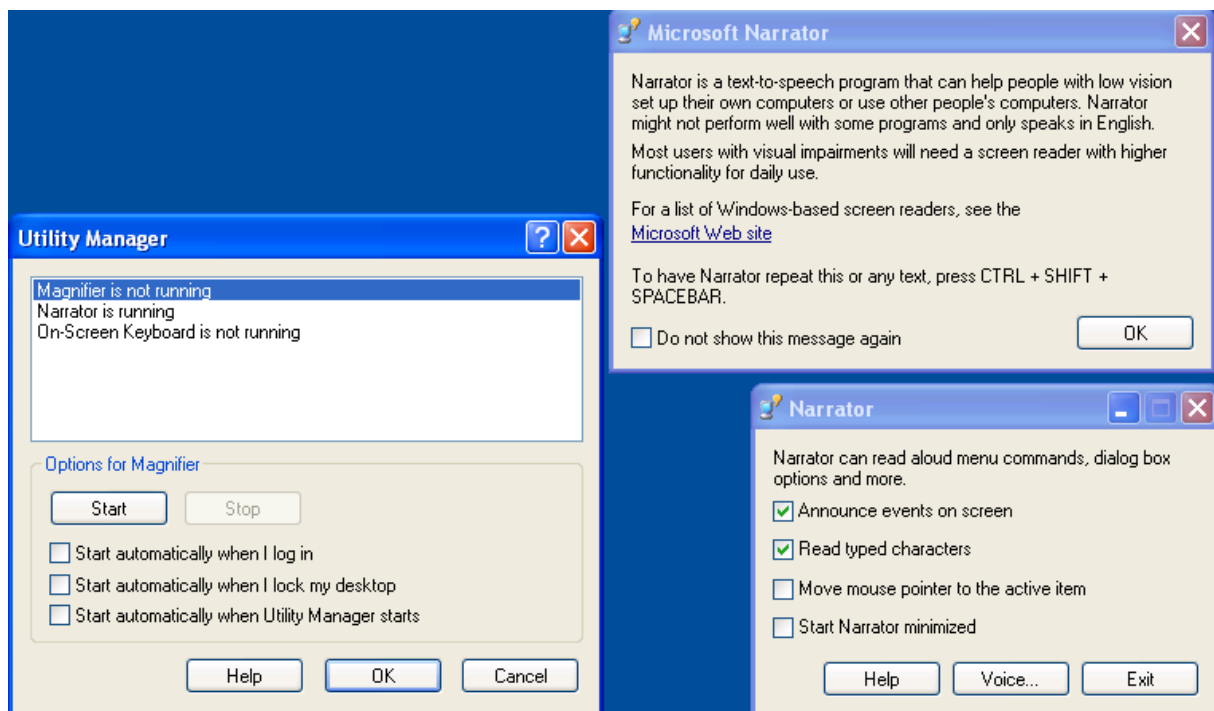 Microsoft Narrator
Narrator is a text-to-speech program that can help people with low vision
set up their own computers or use other people's computers. Narrator
might not perform well with some programs and only speaks in English.
Most users with visual impairments will need a screen reader with higher
functionality for daily use.
For a list of Windows-based screen readers, see the
Microsoft Web site
To have Narrator repeat this or any text, press CTRL + SHIFT +
SPACEBAR.
Do not show this message again
OK
Utility Manager
Magnifier is not running
Narrator is running
On-Screen Keyboard is not running
Options for Magnifier
Start
Stop
Start automatically when I log in
Start automatically when I lock my desktop
Start automatically when Utility Manager starts
Help
OK
Cancel
Narrator
Narrator can read aloud menu commands, dialog box
options and more.
Announce events on screen
Read typed characters
Move mouse pointer to the active item
Start Narrator minimized
Help
Voice...
Exit